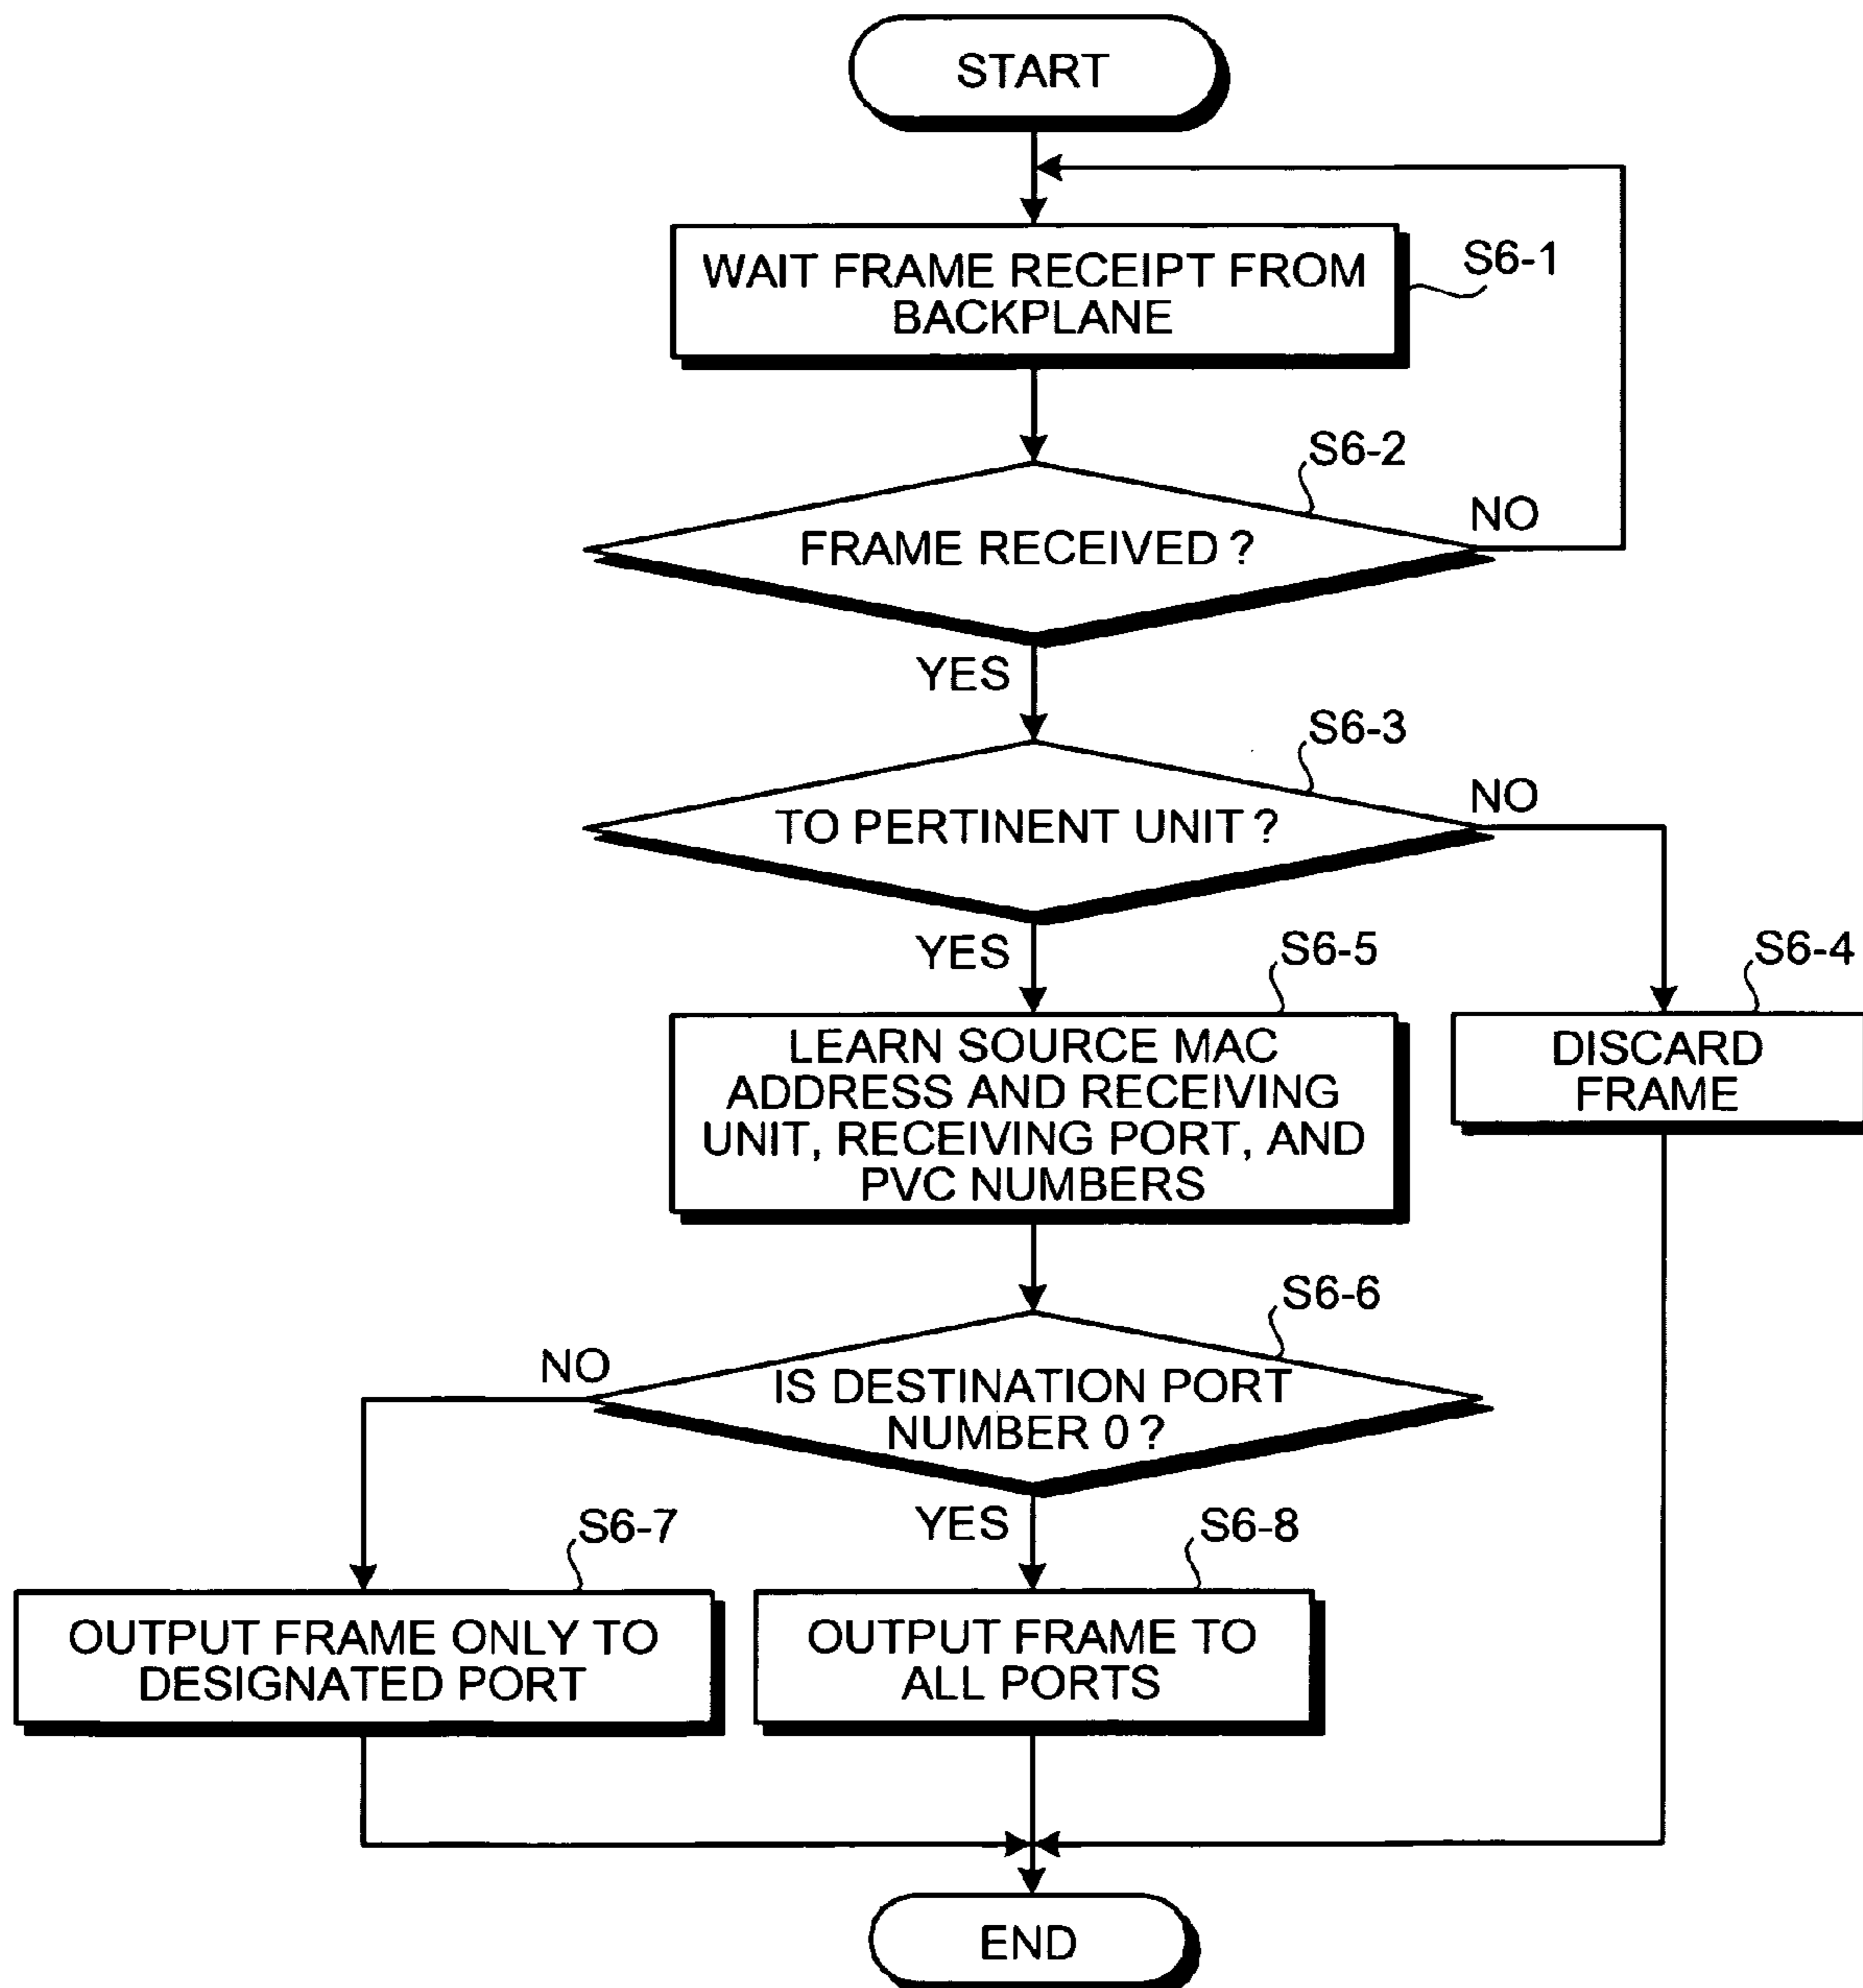 START
WAIT FRAME RECEIPT FROM
BACKPLANE
S6-1
S6-2
FRAME RECEIVED ?
NO
YES
S6-3
TO PERTINENT UNIT ?
NO
YES
S6-5
S6-4
LEARN SOURCE MAC
ADDRESS AND RECEIVING
UNIT, RECEIVING PORT, AND
PVC NUMBERS
DISCARD
FRAME
S6-6
NO
IS DESTINATION PORT
NUMBER 0 ?
S6-7
YES
S6-8
OUTPUT FRAME ONLY TO
DESIGNATED PORT
OUTPUT FRAME TO
ALL PORTS
END